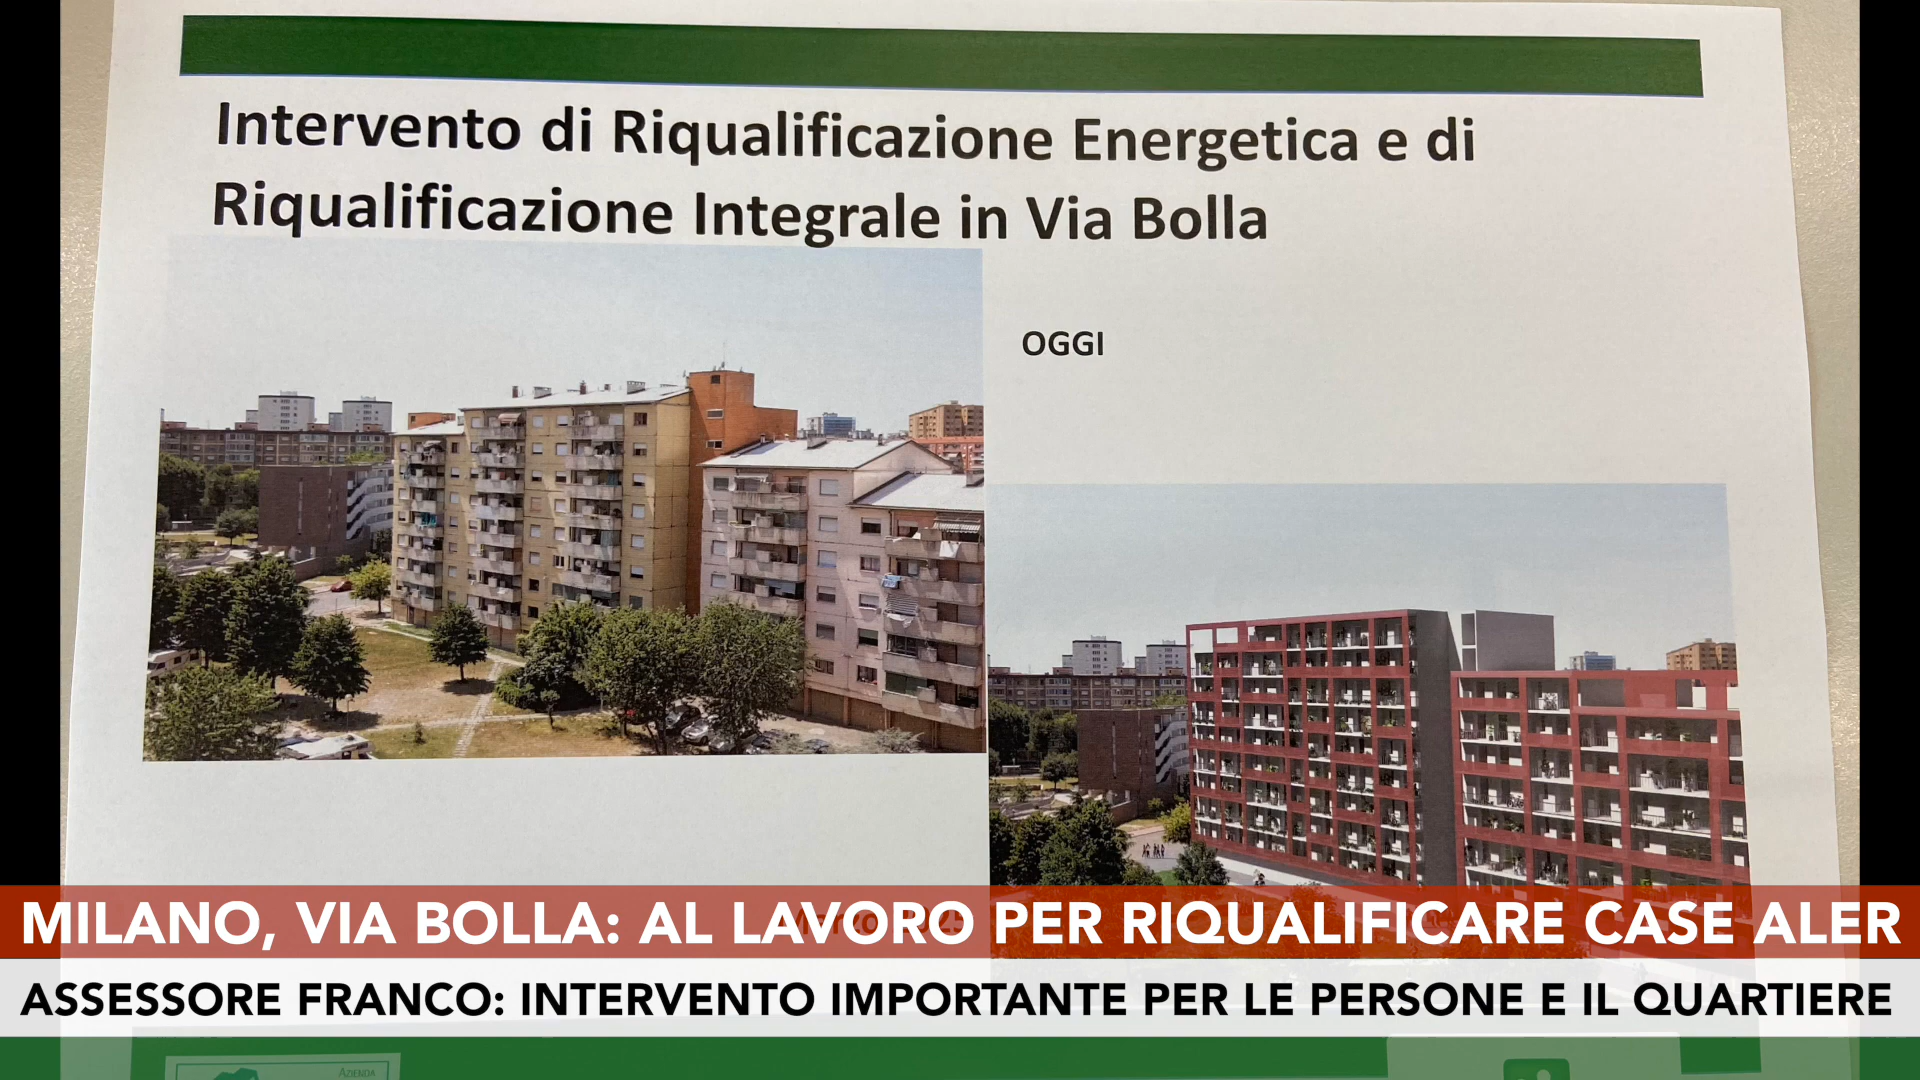 Intervento di Riqualificazione Energetica e di
Riqualificazione Integrale in Via Bolla
OGGI
MILANO, VIA BOLLA: AL LAVORO PER RIQUALIFICARE CASE ALER
ASSESSORE FRANCO: INTERVENTO IMPORTANTE PER LE PERSONE E IL QUARTIERE
AZIENDA